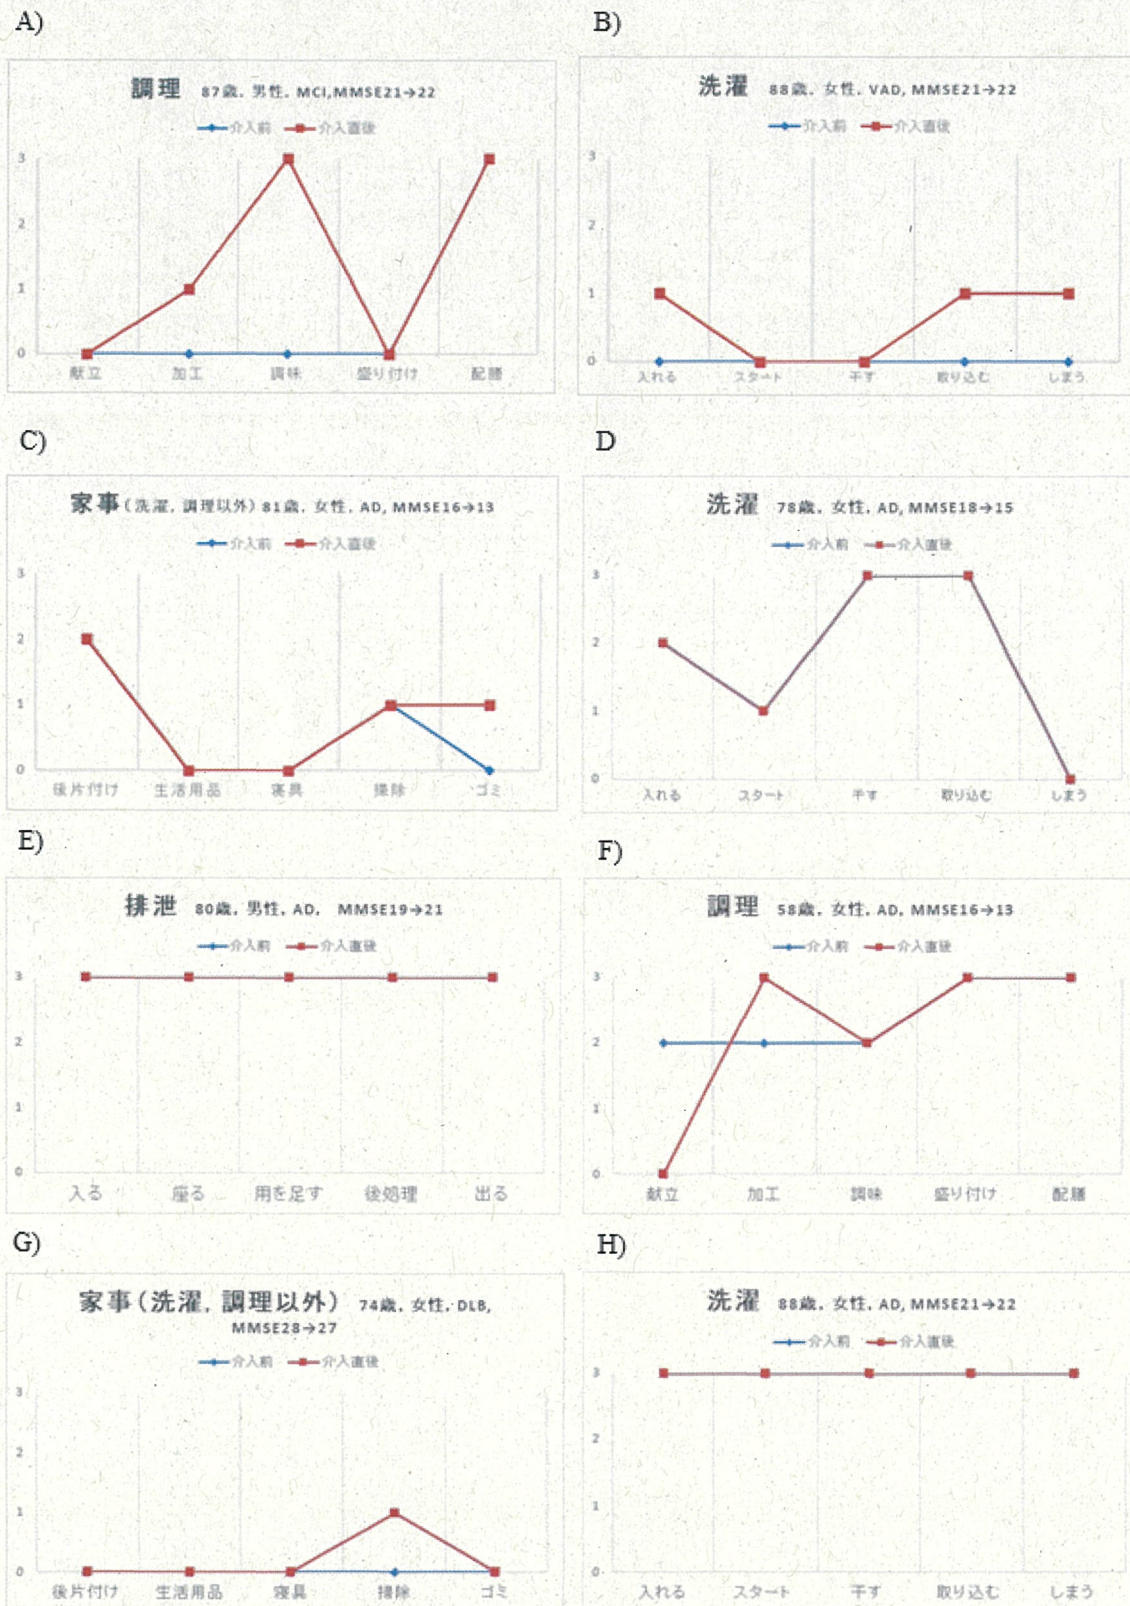 A)
調理 87歳, 男性, MCI,MMSE21→22
介入前 介入直後
3
2
1
0
献立 加工 調味 盛り付け 配膳
B)
洗濯 88歳, 女性, VAD, MMSE21→22
介入前 介入直後
3
2
1
0
入れる スタート 干す 取り込む しまう
C)
家事(洗濯, 調理以外) 81歳, 女性, AD, MMSE16→13
介入前 介入直後
3
2
1
0
後片付け 生活用品 寝具 掃除 ゴミ
D
洗濯 78歳, 女性, AD, MMSE18→15
介入前 介入直後
3
2
1
0
入れる スタート 干す 取り込む しまう
E)
排泄 80歳, 男性, AD, MMSE19→21
介入前 介入直後
3
2
1
0
入る 座る 用を足す 後処理 出る
F)
調理 58歳, 女性, AD, MMSE16→13
介入前 介入直後
3
2
1
0
献立 加工 調味 盛り付け 配膳
G)
家事(洗濯, 調理以外) 74歳, 女性, DLB,
MMSE28→27
介入前 介入直後
3
2
1
0
後片付け 生活用品 寝具 掃除 ゴミ
H)
洗濯 88歳, 女性, AD, MMSE21→22
介入前 介入直後
3
2
1
0
入れる スタート 干す 取り込む しまう